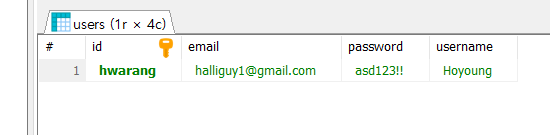 users (1r × 4c)
# id email password username
1 hwarang halliguy1@gmail.com asd123!! Hoyoung